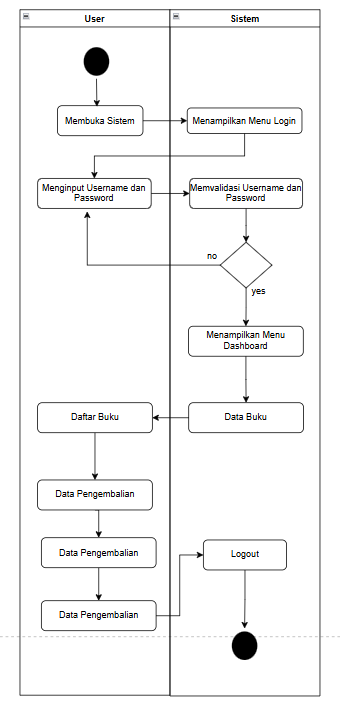 User
Sistem
Membuka Sistem
Menampilkan Menu Login
Menginput Username dan
Password
Memvalidasi Username dan
Password
no
yes
Menampilkan Menu
Dashboard
Daftar Buku
Data Buku
Data Pengembalian
Data Pengembalian
Logout
Data Pengembalian